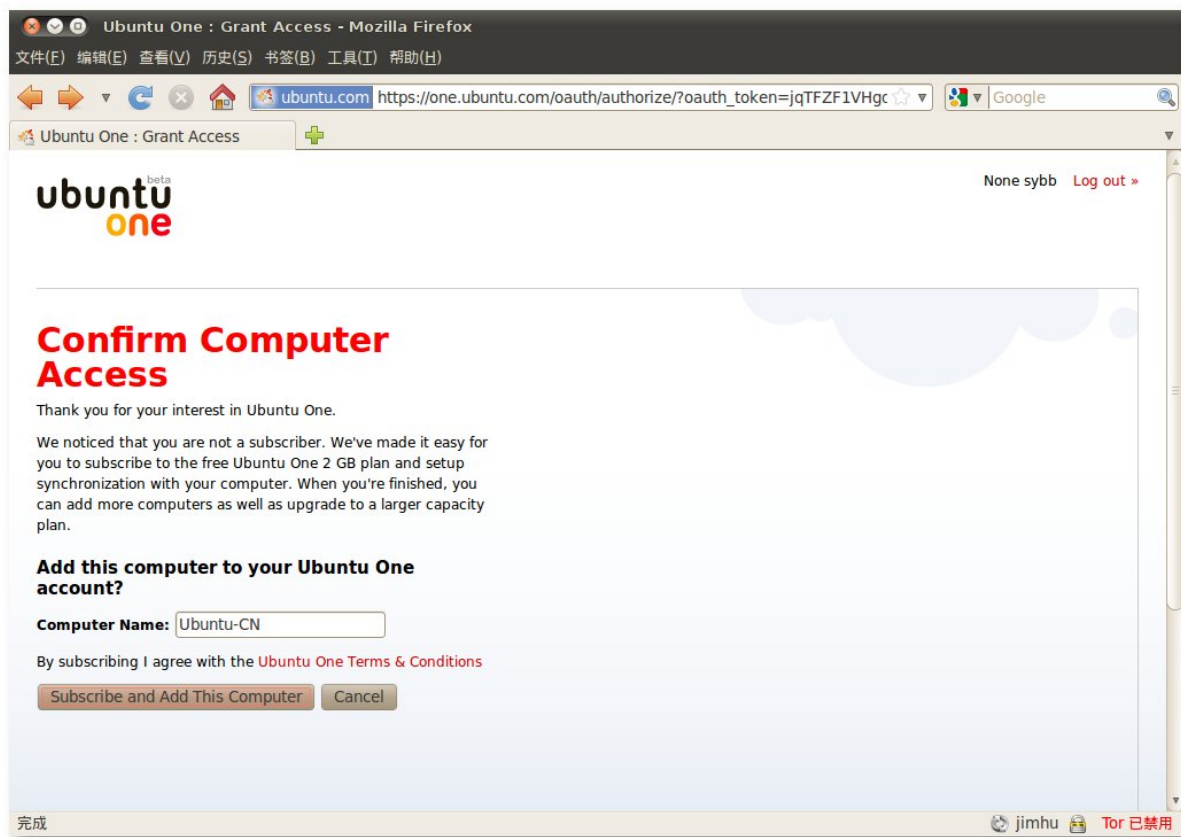 Ubuntu One : Grant Access - Mozilla Firefox
文件(F) 编辑(E) 查看(V) 历史(S) 书签(B) 工具(T) 帮助(H)
ubuntu.com https://one.ubuntu.com/oauth/authorize/?oauth_token=jqTFZF1VHgc Google
Ubuntu One : Grant Access
ubuntu beta
one
None sybb Log out »
Confirm Computer
Access
Thank you for your interest in Ubuntu One.
We noticed that you are not a subscriber. We've made it easy for
you to subscribe to the free Ubuntu One 2 GB plan and setup
synchronization with your computer. When you're finished, you
can add more computers as well as upgrade to a larger capacity
plan.
Add this computer to your Ubuntu One
account?
Computer Name: Ubuntu-CN
By subscribing I agree with the Ubuntu One Terms & Conditions
Subscribe and Add This Computer Cancel
完成 jimhu Tor 已禁用